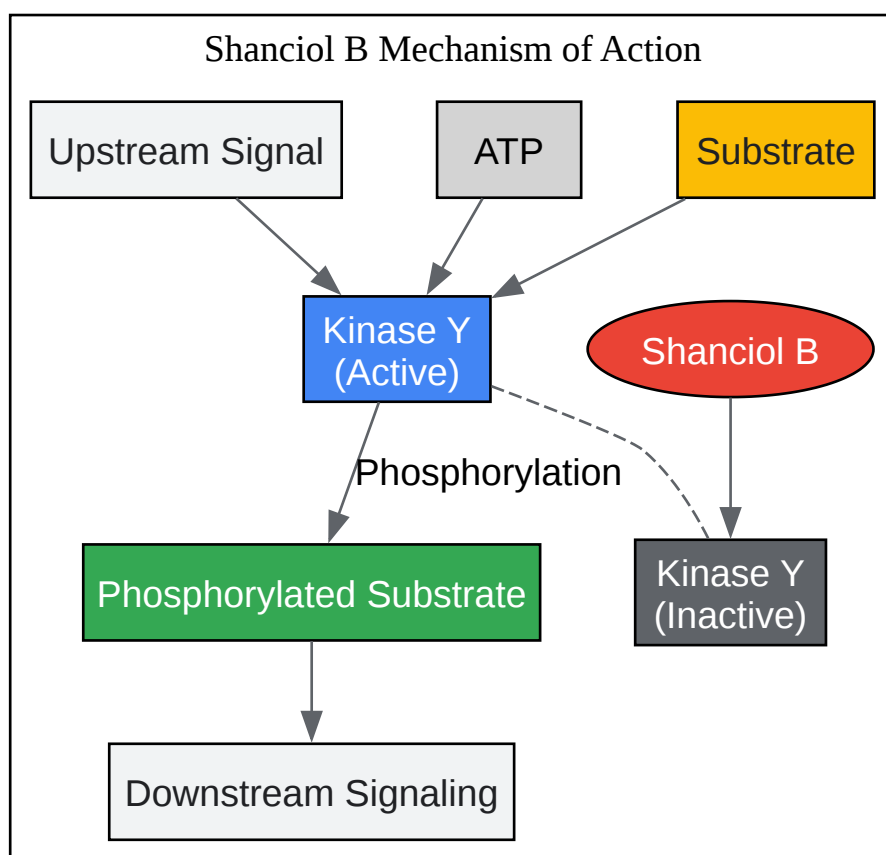 Shanciol B Mechanism of Action
Upstream Signal
ATP
Substrate
Kinase Y
(Active)
Shanciol B
Phosphorylation
Kinase Y
(Inactive)
Phosphorylated Substrate
Downstream Signaling